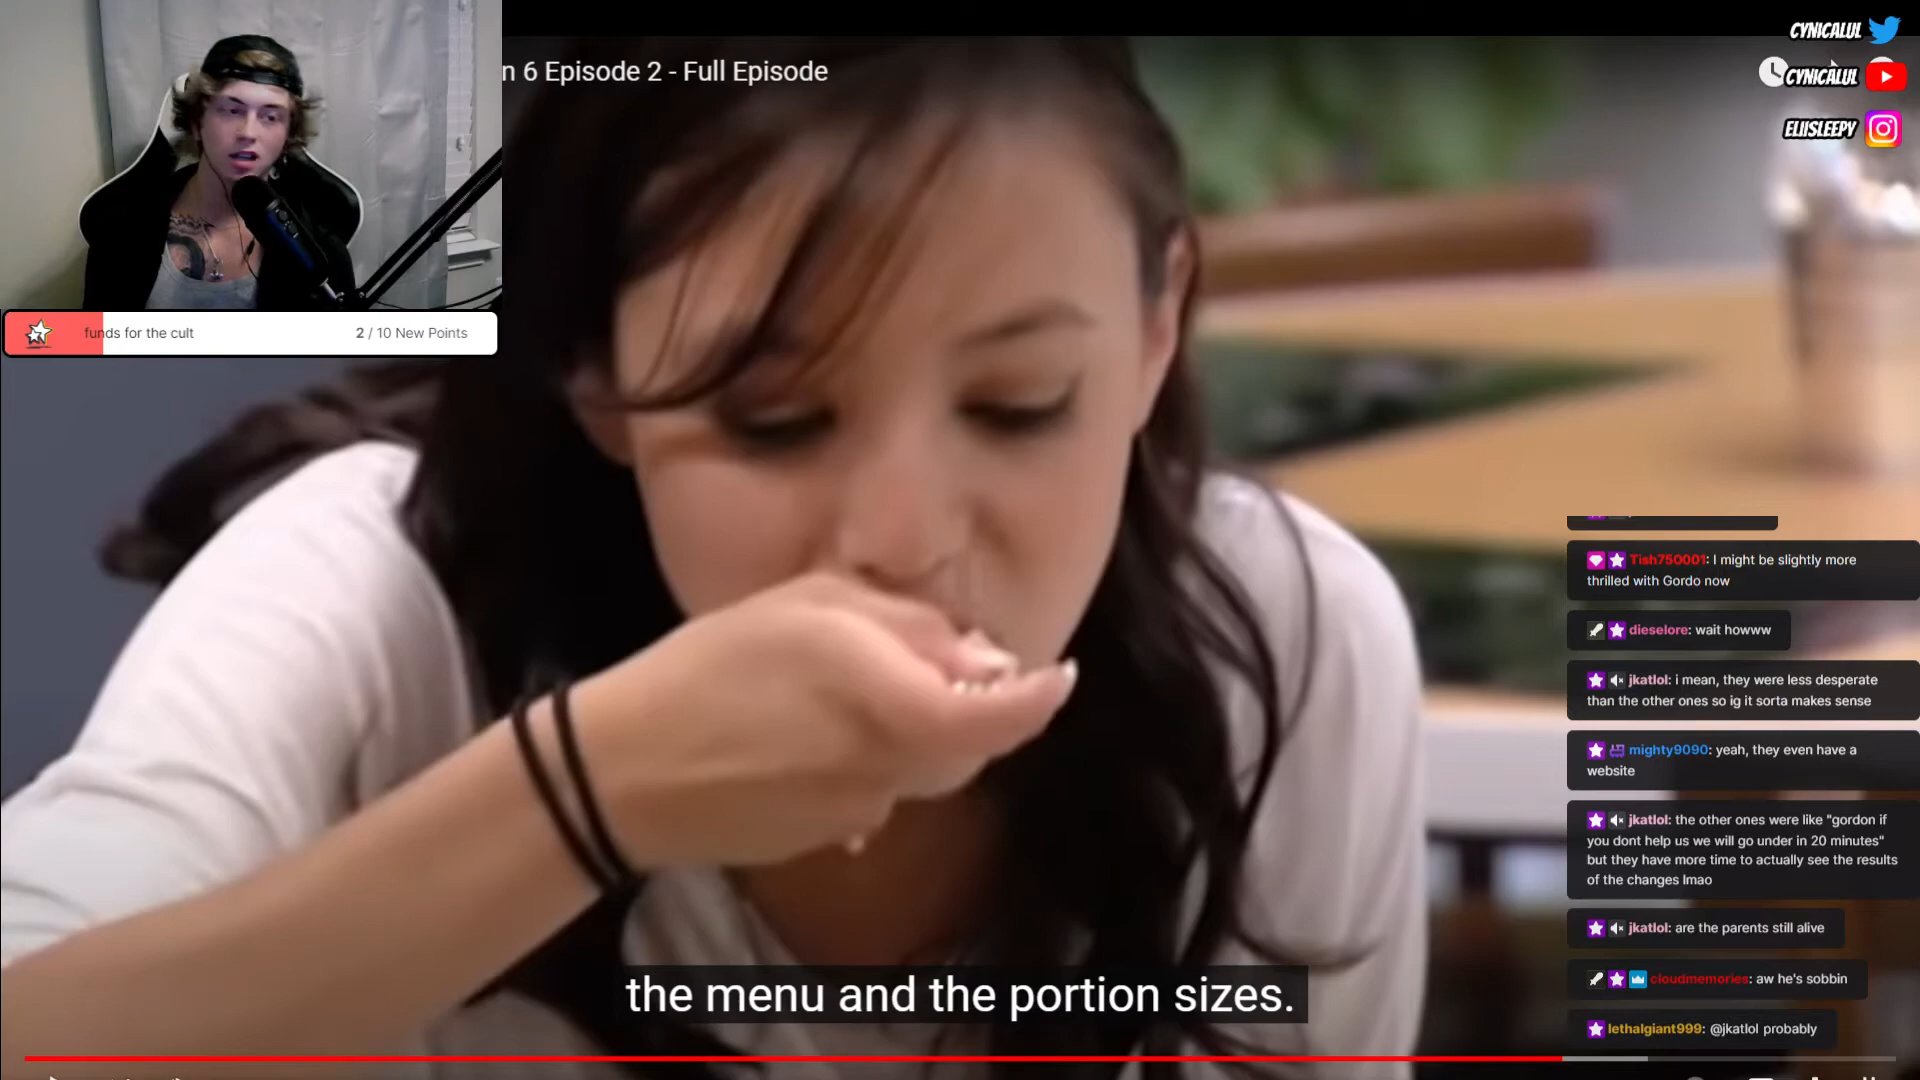 n 6 Episode 2 - Full Episode
CYNICALUL
CYNICALUL
ELIISLEEPY
funds for the cult
2 / 10 New Points
Tish750001: I might be slightly more
thrilled with Gordo now
dieselore: wait howww
jkatlol: i mean, they were less desperate
than the other ones so ig it sorta makes sense
mighty9090: yeah, they even have a
website
jkatlol: the other ones were like "gordon if
you dont help us we will go under in 20 minutes"
but they have more time to actually see the results
of the changes lmao
jkatlol: are the parents still alive
cloudmemories: aw he's sobbin
lethalgiant999: @jkatlol probably
the menu and the portion sizes.